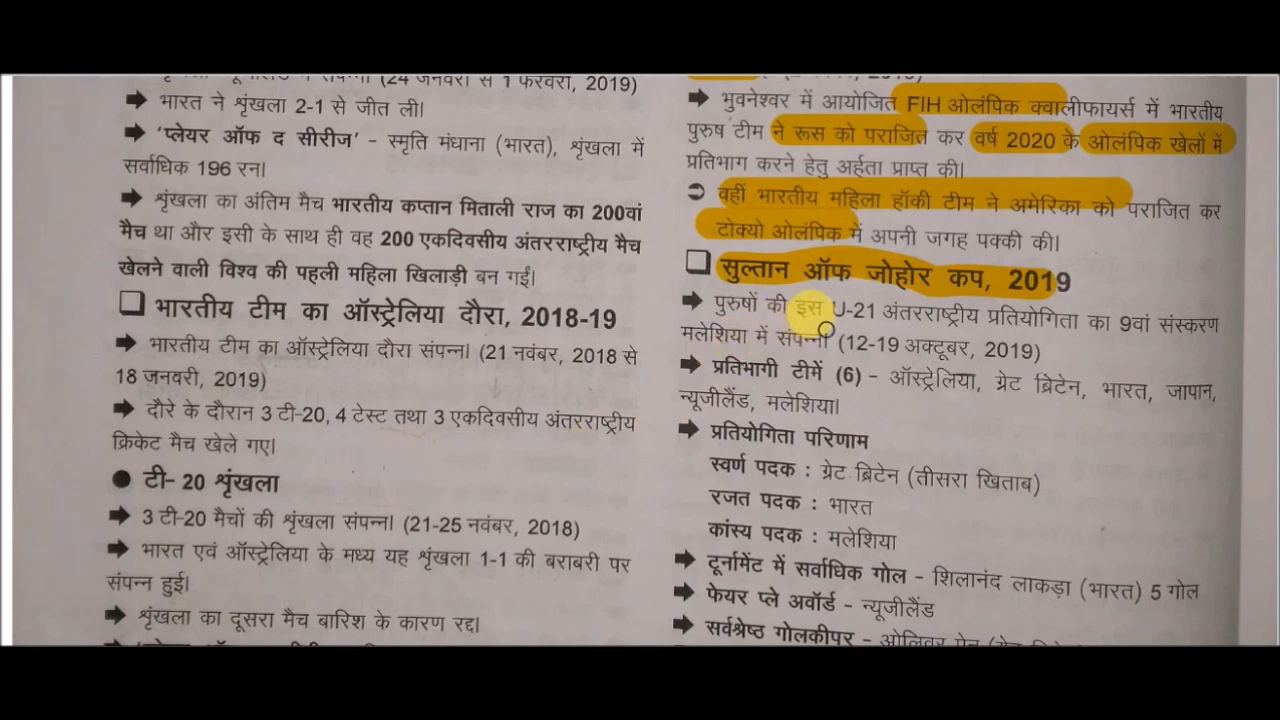 (24 जनवरी से 1 फरवरी, 2019)
➡ भारत ने शृंखला 2-1 से जीत ली।
➡ 'प्लेयर ऑफ द सीरीज' – स्मृति मंधाना (भारत), शृंखला में
सर्वाधिक 196 रन।
➡ शृंखला का अंतिम मैच भारतीय कप्तान मिताली राज का 200वां
मैच था और इसी के साथ ही वह 200 एकदिवसीय अंतरराष्ट्रीय मैच
खेलने वाली विश्व की पहली महिला खिलाड़ी बन गईं।
❑ भारतीय टीम का ऑस्ट्रेलिया दौरा, 2018-19
➡ भारतीय टीम का ऑस्ट्रेलिया दौरा संपन्न। (21 नवंबर, 2018 से
18 जनवरी, 2019)
➡ दौरे के दौरान 3 टी-20, 4 टेस्ट तथा 3 एकदिवसीय अंतरराष्ट्रीय
क्रिकेट मैच खेले गए।
● टी- 20 शृंखला
➡ 3 टी-20 मैचों की शृंखला संपन्न। (21-25 नवंबर, 2018)
➡ भारत एवं ऑस्ट्रेलिया के मध्य यह शृंखला 1-1 की बराबरी पर
संपन्न हुई।
➡ शृंखला का दूसरा मैच बारिश के कारण रद्द।
➡ भुवनेश्वर में आयोजित FIH ओलंपिक क्वालीफायर्स में भारतीय
पुरुष टीम ने रूस को पराजित कर वर्ष 2020 के ओलंपिक खेलों में
प्रतिभाग करने हेतु अर्हता प्राप्त की।
➲ वहीं भारतीय महिला हॉकी टीम ने अमेरिका को पराजित कर
टोक्यो ओलंपिक में अपनी जगह पक्की की।
❑ सुल्तान ऑफ जोहोर कप, 2019
➡ पुरुषों की इस U-21 अंतरराष्ट्रीय प्रतियोगिता का 9वां संस्करण
मलेशिया में संपन्न। (12-19 अक्टूबर, 2019)
➡ प्रतिभागी टीमें (6) – ऑस्ट्रेलिया, ग्रेट ब्रिटेन, भारत, जापान,
न्यूजीलैंड, मलेशिया।
➡ प्रतियोगिता परिणाम
स्वर्ण पदक : ग्रेट ब्रिटेन (तीसरा खिताब)
रजत पदक : भारत
कांस्य पदक : मलेशिया
➡ टूर्नामेंट में सर्वाधिक गोल – शिलानंद लाकड़ा (भारत) 5 गोल
➡ फेयर प्ले अवॉर्ड – न्यूजीलैंड
➡ सर्वश्रेष्ठ गोलकीपर – ओलिवर